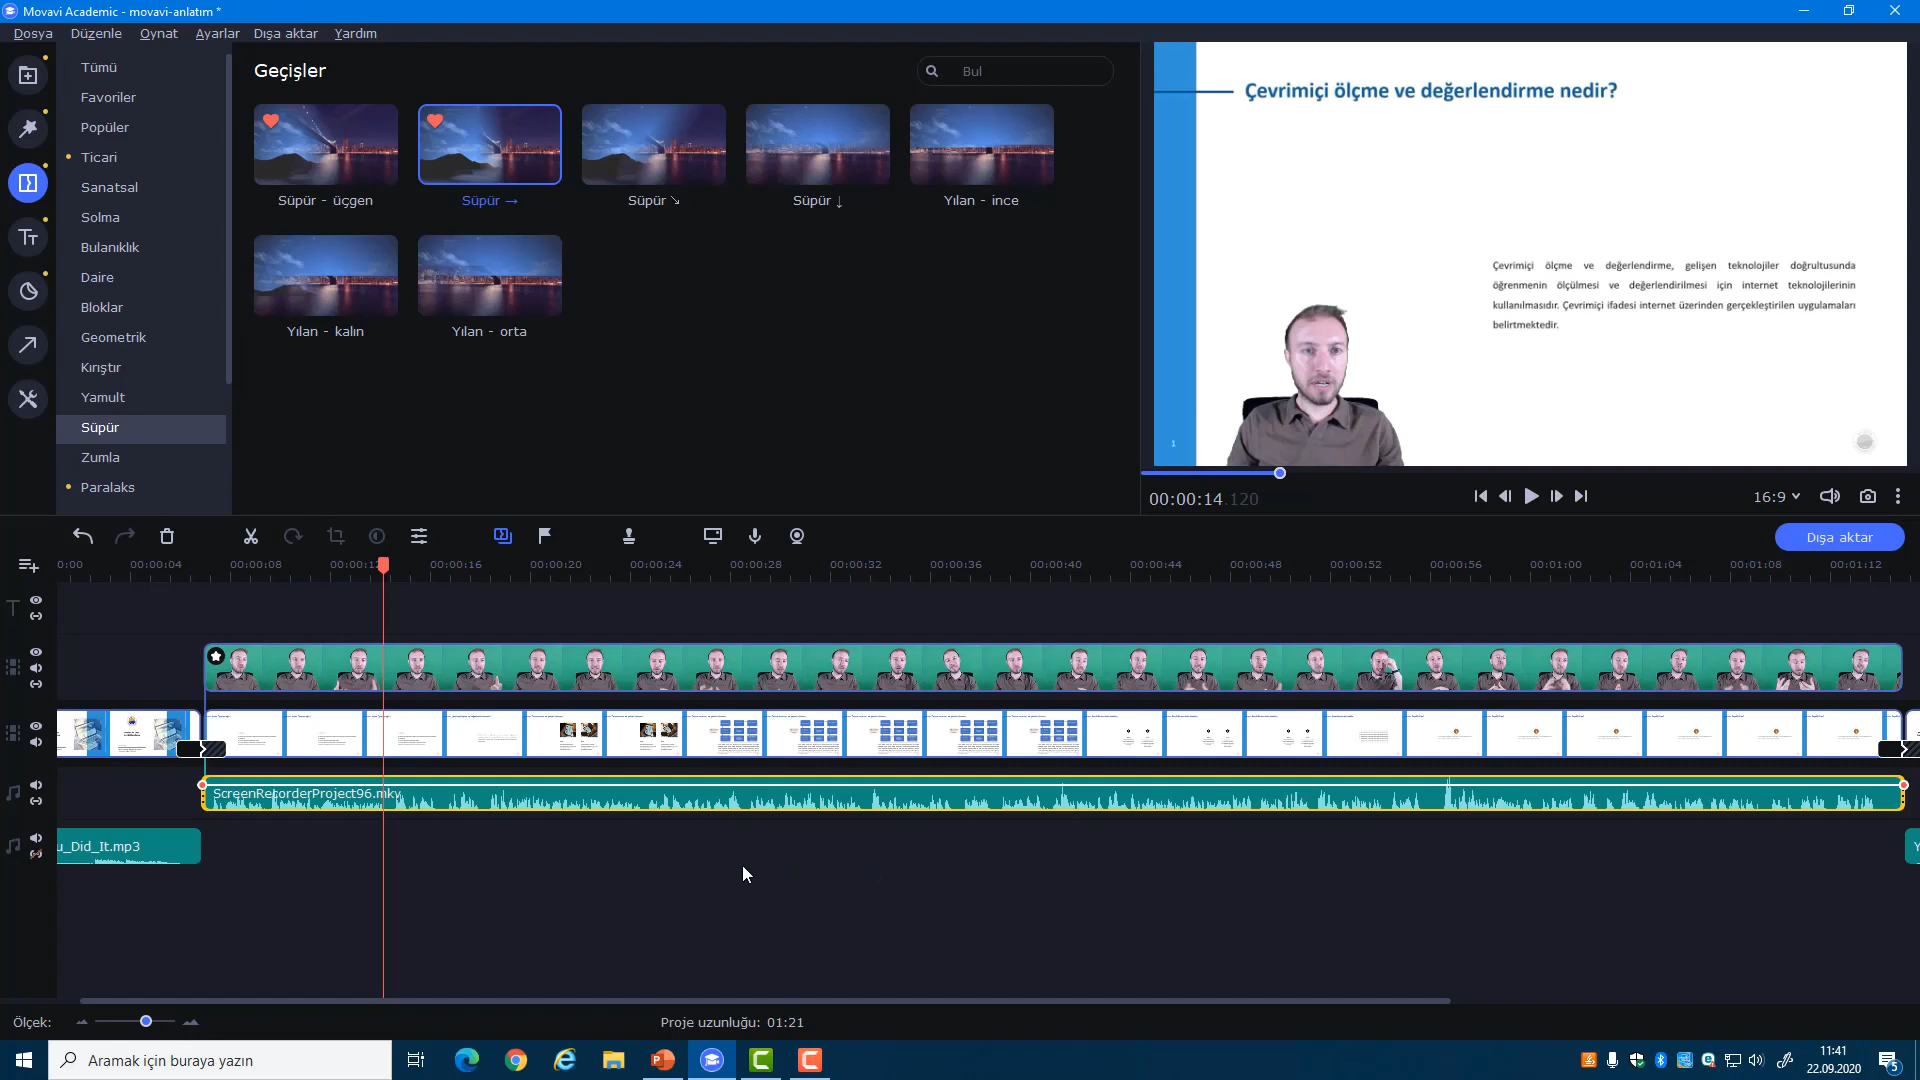 Movavi Academic - movavi-anlatım *
Dosya Düzenle Oynat Ayarlar Dışa aktar Yardım
Tümü
Favoriler
Popüler
Ticari
Sanatsal
Solma
Bulanıklık
Daire
Bloklar
Geometrik
Kırıştır
Yamult
Süpür
Zumla
Paralaks
Geçişler
Bul
Süpür - üçgen
Süpür →
Süpür ↘
Süpür ↓
Yılan - ince
Yılan - kalın
Yılan - orta
Çevrimiçi ölçme ve değerlendirme nedir?
Çevrimiçi ölçme ve değerlendirme, gelişen teknolojiler doğrultusunda
öğrenmenin ölçülmesi ve değerlendirilmesi için internet teknolojilerinin
kullanılmasıdır. Çevrimiçi ifadesi internet üzerinden gerçekleştirilen uygulamaları
belirtmektedir.
1
00:00:14.120
16:9
Dışa aktar
0:00 00:00:04 00:00:08 00:00:12 00:00:16 00:00:20 00:00:24 00:00:28 00:00:32 00:00:36 00:00:40 00:00:44 00:00:48 00:00:52 00:00:56 00:01:00 00:01:04 00:01:08 00:01:12
ScreenRecorderProject96.mkv
u_Did_It.mp3
Y
Ölçek:
Proje uzunluğu: 01:21
Aramak için buraya yazın
11:41
22.09.2020
5